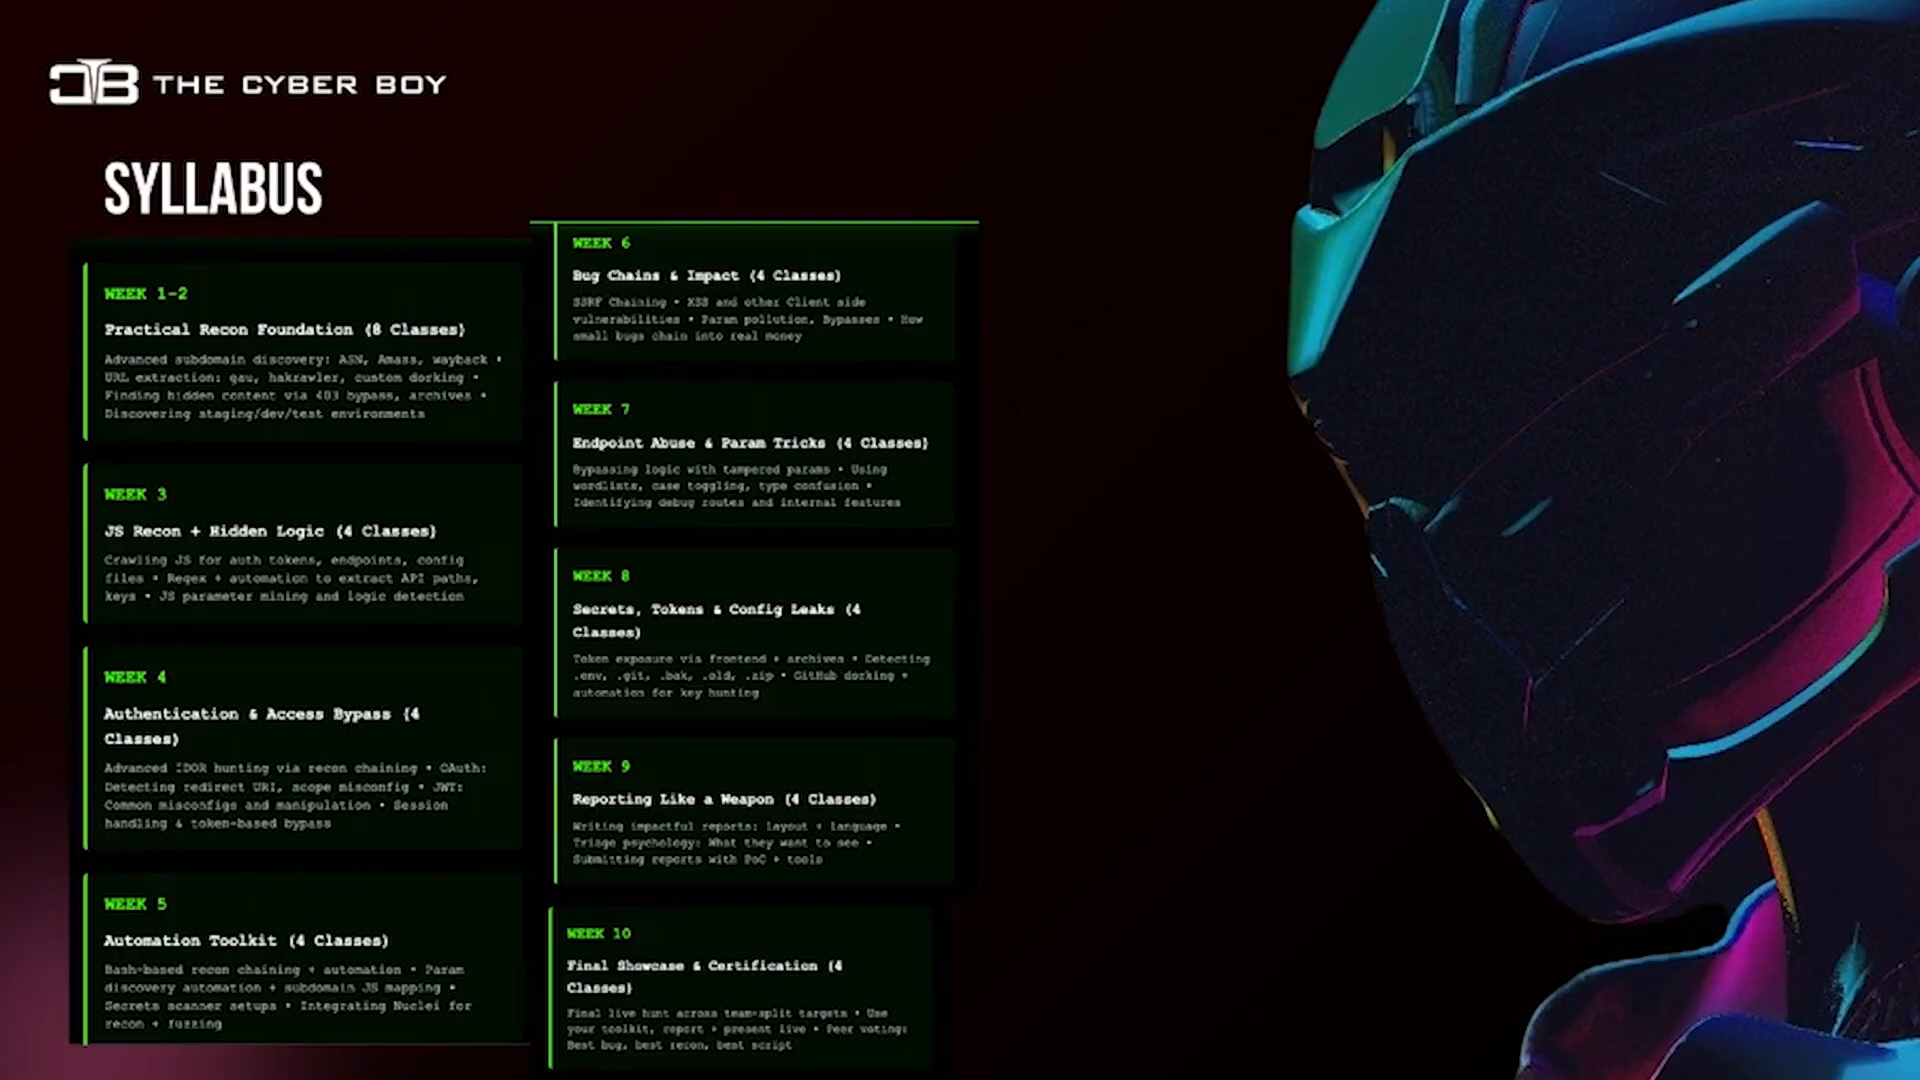 CTB THE CYBER BOY
SYLLABUS
WEEK 1-2
Practical Recon Foundation (8 Classes)
Advanced subdomain discovery: ASN, Amass, wayback •
URL extraction: gau, hakrawler, custom dorking •
Finding hidden content via 403 bypass, archives •
Discovering staging/dev/test environments
WEEK 3
JS Recon + Hidden Logic (4 Classes)
Crawling JS for auth tokens, endpoints, config
files • Regex + automation to extract API paths,
keys • JS parameter mining and logic detection
WEEK 4
Authentication & Access Bypass (4
Classes)
Advanced IDOR hunting via recon chaining • OAuth:
Detecting redirect URI, scope misconfig • JWT:
Common misconfigs and manipulation • Session
handling & token-based bypass
WEEK 5
Automation Toolkit (4 Classes)
Bash-based recon chaining + automation • Param
discovery automation + subdomain JS mapping •
Secrets scanner setups • Integrating Nuclei for
recon + fuzzing
WEEK 6
Bug Chains & Impact (4 Classes)
SSRF Chaining • XSS and other Client side
vulnerabilities • Param pollution, Bypasses • How
small bugs chain into real money
WEEK 7
Endpoint Abuse & Param Tricks (4 Classes)
Bypassing logic with tampered params • Using
wordlists, case toggling, type confusion •
Identifying debug routes and internal features
WEEK 8
Secrets, Tokens & Config Leaks (4
Classes)
Token exposure via frontend + archives • Detecting
.env, .git, .bak, .old, .zip • GitHub dorking +
automation for key hunting
WEEK 9
Reporting Like a Weapon (4 Classes)
Writing impactful reports: layout + language •
Triage psychology: What they want to see •
Submitting reports with PoC + tools
WEEK 10
Final Showcase & Certification (4
Classes)
Final live hunt across team-split targets • Use
your toolkit, report + present live • Peer voting:
Best bug, best recon, best script